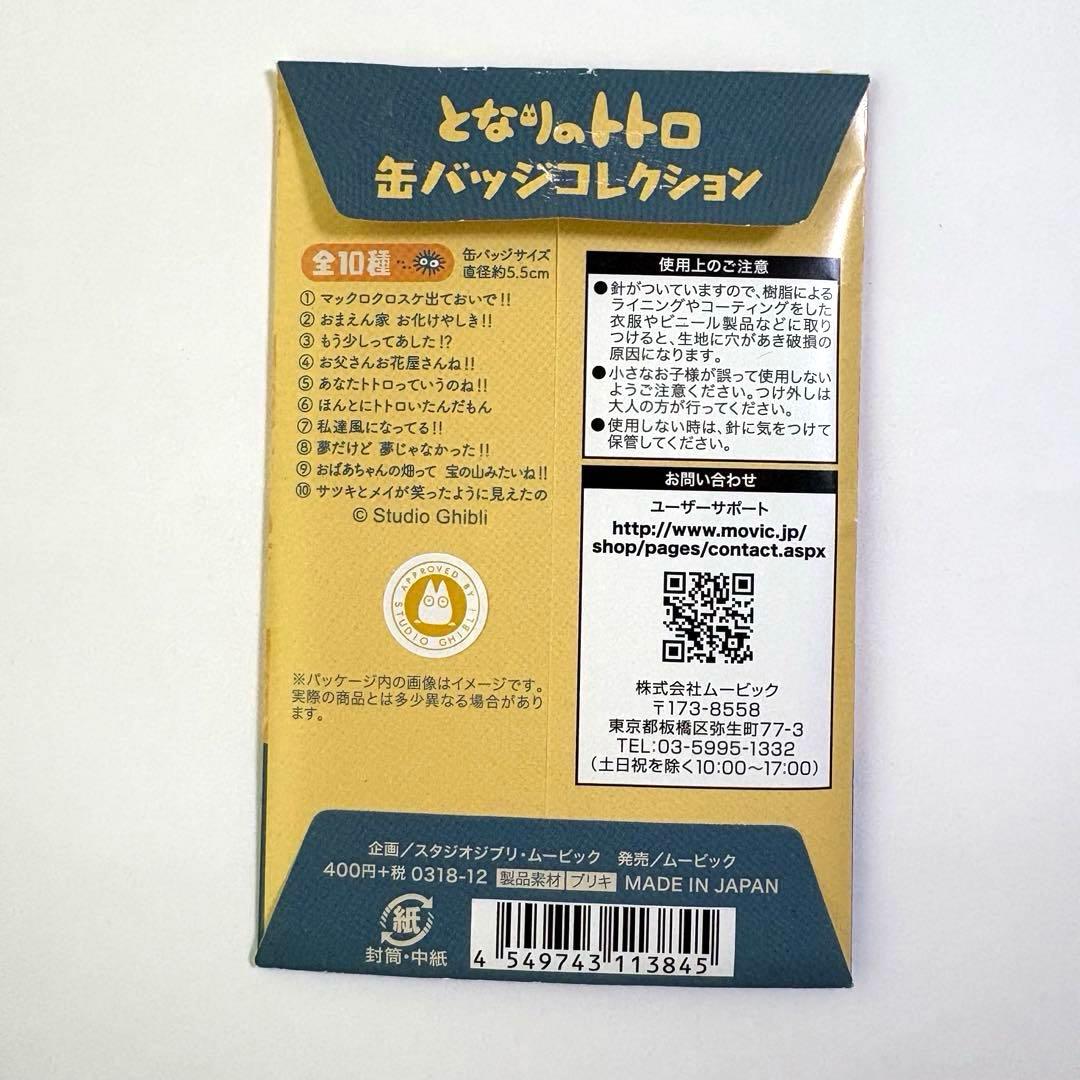 となりのトトロ
缶バッジコレクション
全10種
缶バッジサイズ
直径約5.5cm
① マックロクロスケ出ておいで!!
② おまえん家 お化けやしき!!
③ もう少しってあした!?
④ お父さんお花屋さんね!!
⑤ あなたトトロっていうのね!!
⑥ ほんとにトトロいたんだもん
⑦ 私達風になってる!!
⑧ 夢だけど 夢じゃなかった!!
⑨ おばあちゃんの畑って 宝の山みたいね!!
⑩ サツキとメイが笑ったように見えたの
© Studio Ghibli
APPROVED BY
STUDIO GHIBLI
※パッケージ内の画像はイメージです。
実際の商品とは多少異なる場合があり
ます。
使用上のご注意
●針がついていますので、樹脂による
ライニングやコーティングをした
衣服やビニール製品などに取り
つけると、生地に穴があき破損の
原因になります。
●小さなお子様が誤って使用しない
ようご注意ください。つけ外しは
大人の方が行ってください。
●使用しない時は、針に気をつけて
保管してください。
お問い合わせ
ユーザーサポート
http://www.movic.jp/
shop/pages/contact.aspx
株式会社ムービック
〒173-8558
東京都板橋区弥生町77-3
TEL:03-5995-1332
(土日祝を除く10:00〜17:00)
企画/スタジオジブリ・ムービック 発売/ムービック
400円+税 0318-12 製品素材 ブリキ MADE IN JAPAN
紙
封筒・中紙
4 549743 113845